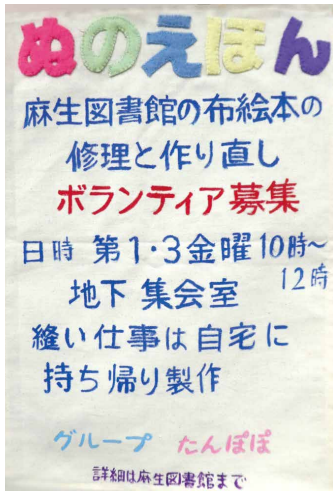 ぬのえほん
麻生図書館の布絵本の
修理と作り直し
ボランティア募集
日時 第1・3金曜 10時〜
12時
地下 集会室
縫い仕事は自宅に
持ち帰り製作
グループ たんぽぽ
詳細は麻生図書館まで